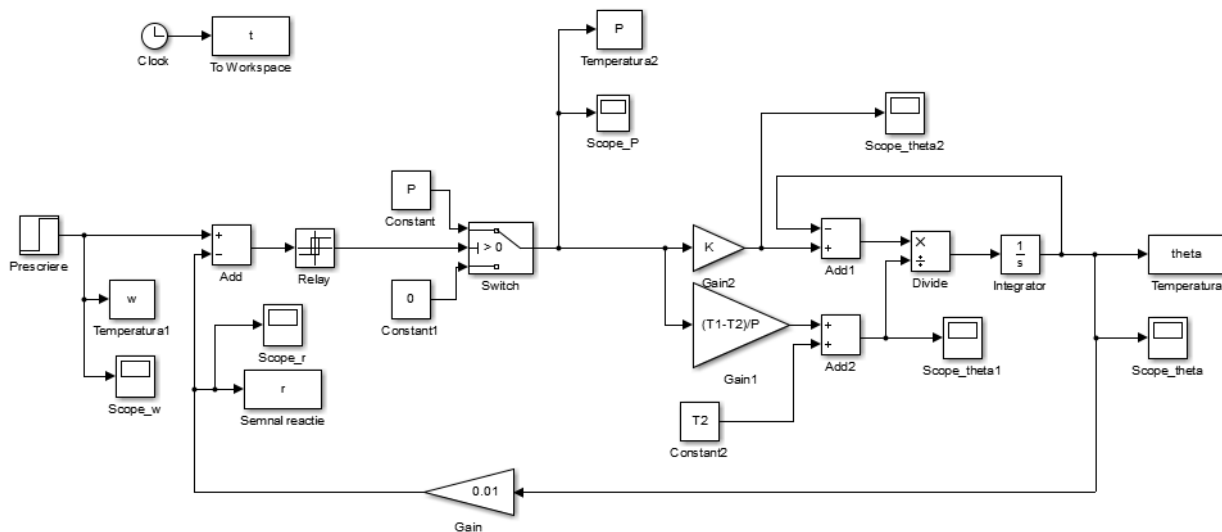 t
Clock
To Workspace
P
Temperatura2
Scope_P
Scope_theta2
P
Constant
Prescriere
+
−
Add
Relay
> 0
Switch
0
Constant1
w
Temperatura1
Scope_w
Scope_r
r
Semnal reactie
K
Gain2
(T1-T2)/P
Gain1
−
+
Add1
×
÷
Divide
1
s
Integrator
theta
Temperatura
+
+
Add2
Scope_theta1
Scope_theta
T2
Constant2
0.01
Gain